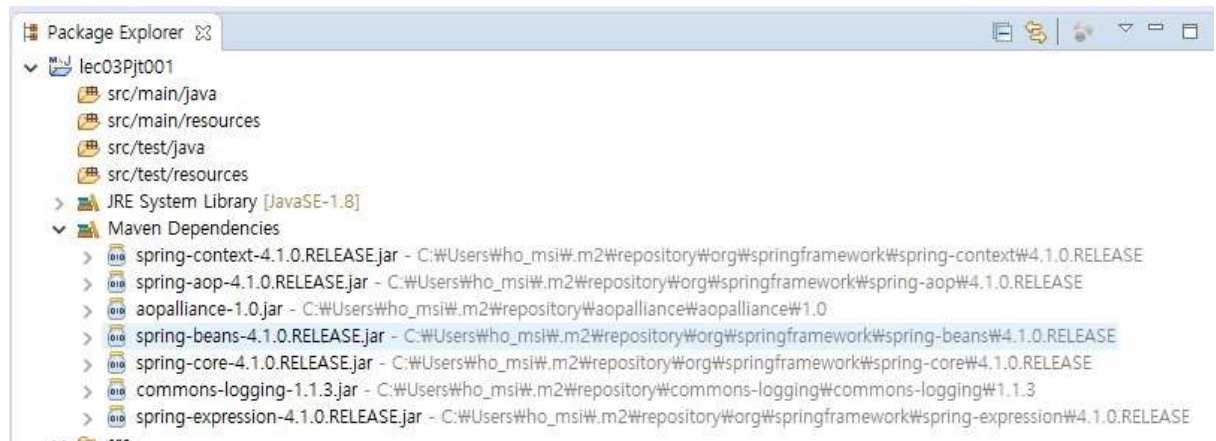 Package Explorer
lec03Pjt001
src/main/java
src/main/resources
src/test/java
src/test/resources
JRE System Library [JavaSE-1.8]
Maven Dependencies
spring-context-4.1.0.RELEASE.jar - C:₩Users₩ho_msi₩.m2₩repository₩org₩springframework₩spring-context₩4.1.0.RELEASE
spring-aop-4.1.0.RELEASE.jar - C:₩Users₩ho_msi₩.m2₩repository₩org₩springframework₩spring-aop₩4.1.0.RELEASE
aopalliance-1.0.jar - C:₩Users₩ho_msi₩.m2₩repository₩aopalliance₩aopalliance₩1.0
spring-beans-4.1.0.RELEASE.jar - C:₩Users₩ho_msi₩.m2₩repository₩org₩springframework₩spring-beans₩4.1.0.RELEASE
spring-core-4.1.0.RELEASE.jar - C:₩Users₩ho_msi₩.m2₩repository₩org₩springframework₩spring-core₩4.1.0.RELEASE
commons-logging-1.1.3.jar - C:₩Users₩ho_msi₩.m2₩repository₩commons-logging₩commons-logging₩1.1.3
spring-expression-4.1.0.RELEASE.jar - C:₩Users₩ho_msi₩.m2₩repository₩org₩springframework₩spring-expression₩4.1.0.RELEASE